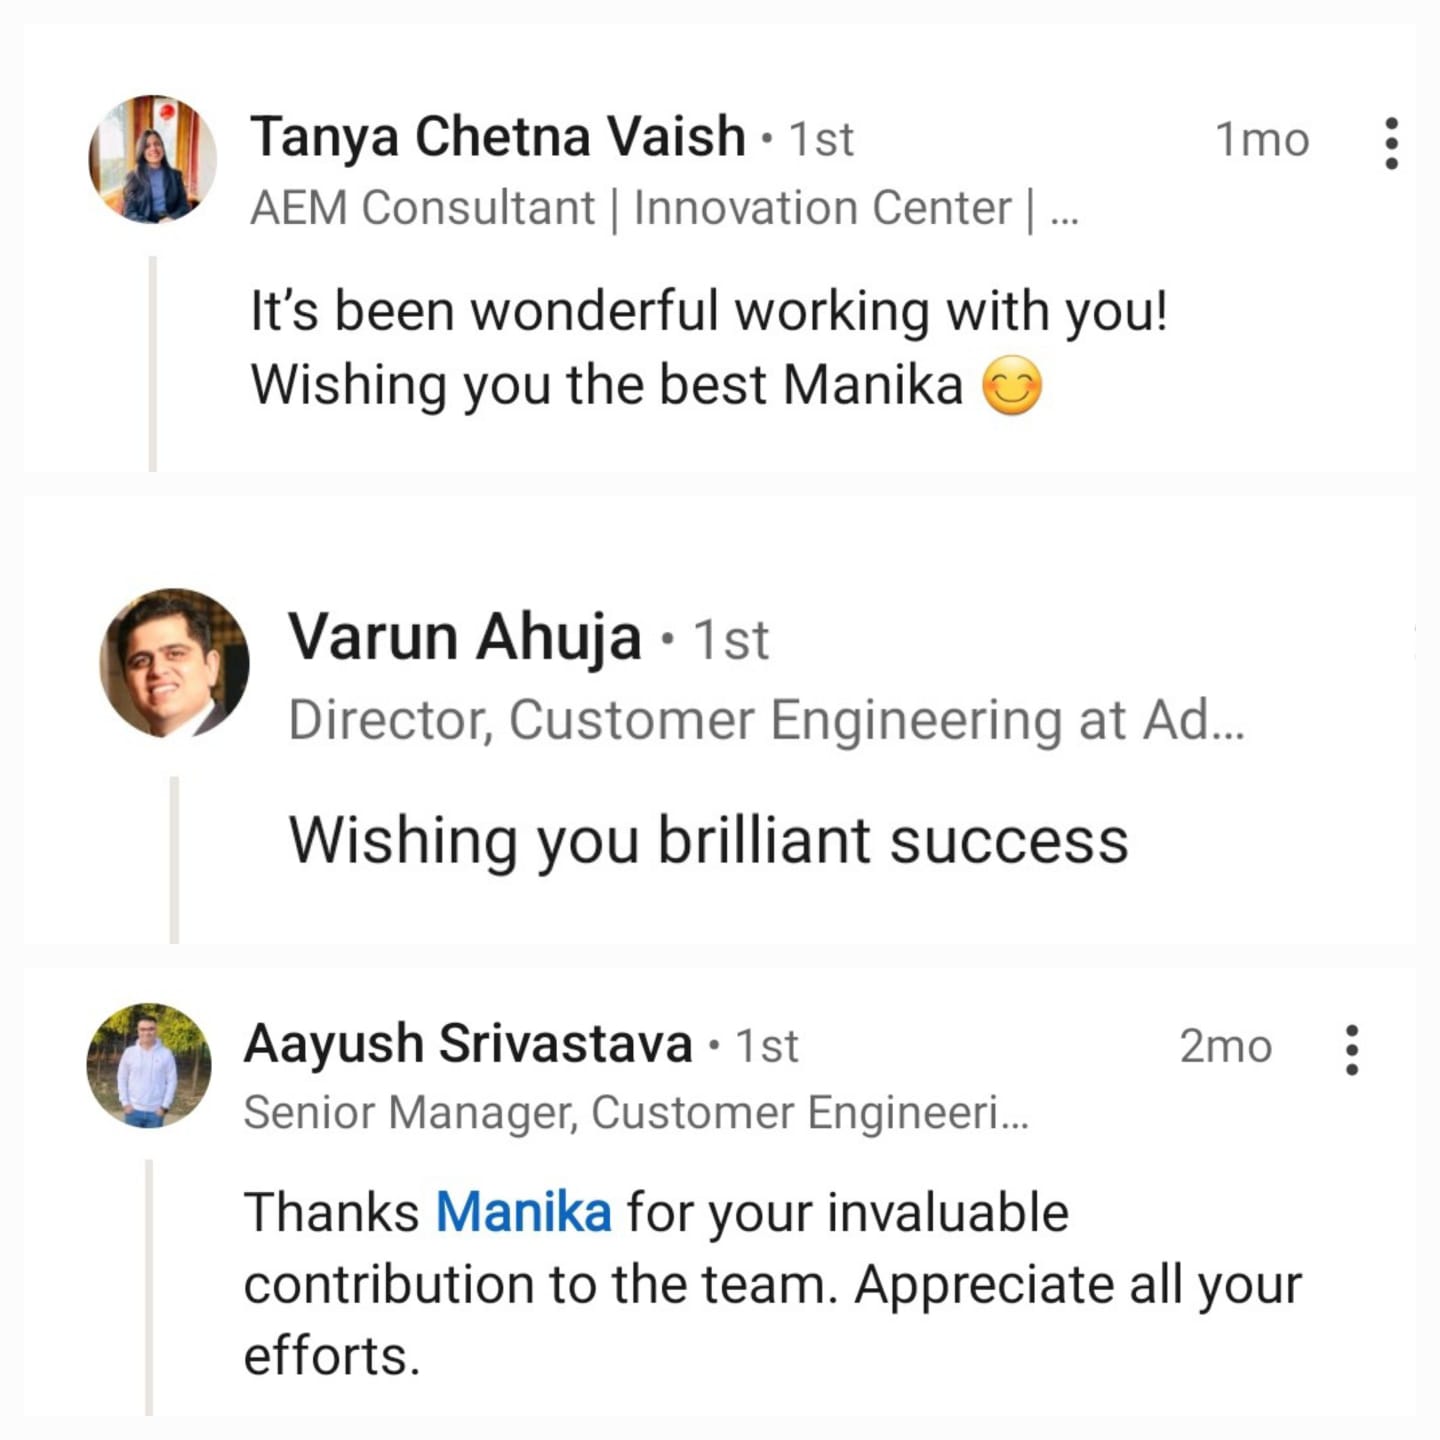 Tanya Chetna Vaish • 1st 1mo
AEM Consultant | Innovation Center | ...
It’s been wonderful working with you!
Wishing you the best Manika 😊
Varun Ahuja • 1st
Director, Customer Engineering at Ad...
Wishing you brilliant success
Aayush Srivastava • 1st 2mo
Senior Manager, Customer Engineeri...
Thanks Manika for your invaluable
contribution to the team. Appreciate all your
efforts.